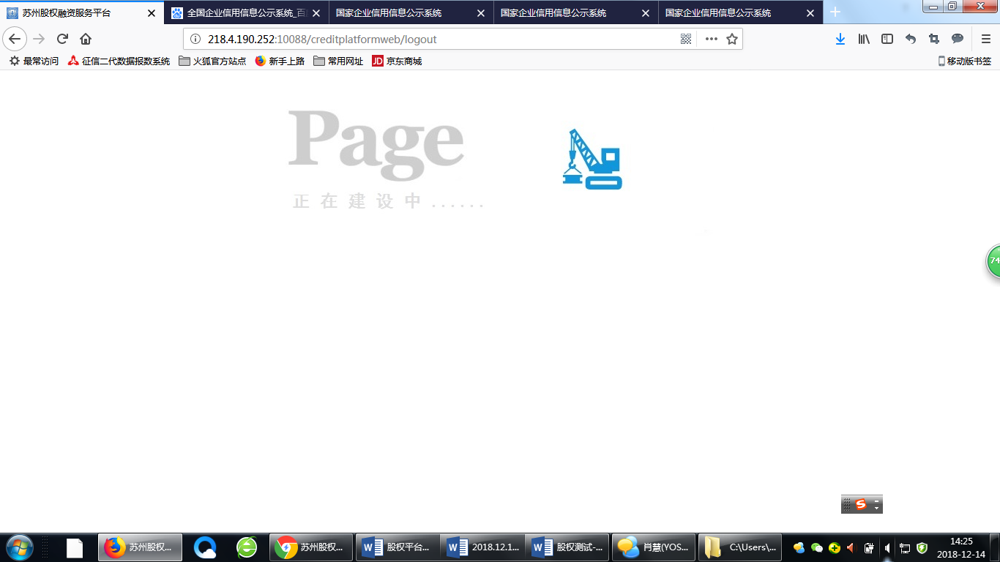 苏州股权融资服务平台
全国企业信用信息公示系统_百
国家企业信用信息公示系统
国家企业信用信息公示系统
国家企业信用信息公示系统
218.4.190.252:10088/creditplatformweb/logout
最常访问
征信二代数据报数系统
火狐官方站点
新手上路
常用网址
JD 京东商城
移动版书签
Page
正在建设中......
74
苏州股权...
苏州股权...
股权平台...
2018.12.1...
股权测试-...
肖慧(YOS...
C:\Users\...
14:25
2018-12-14